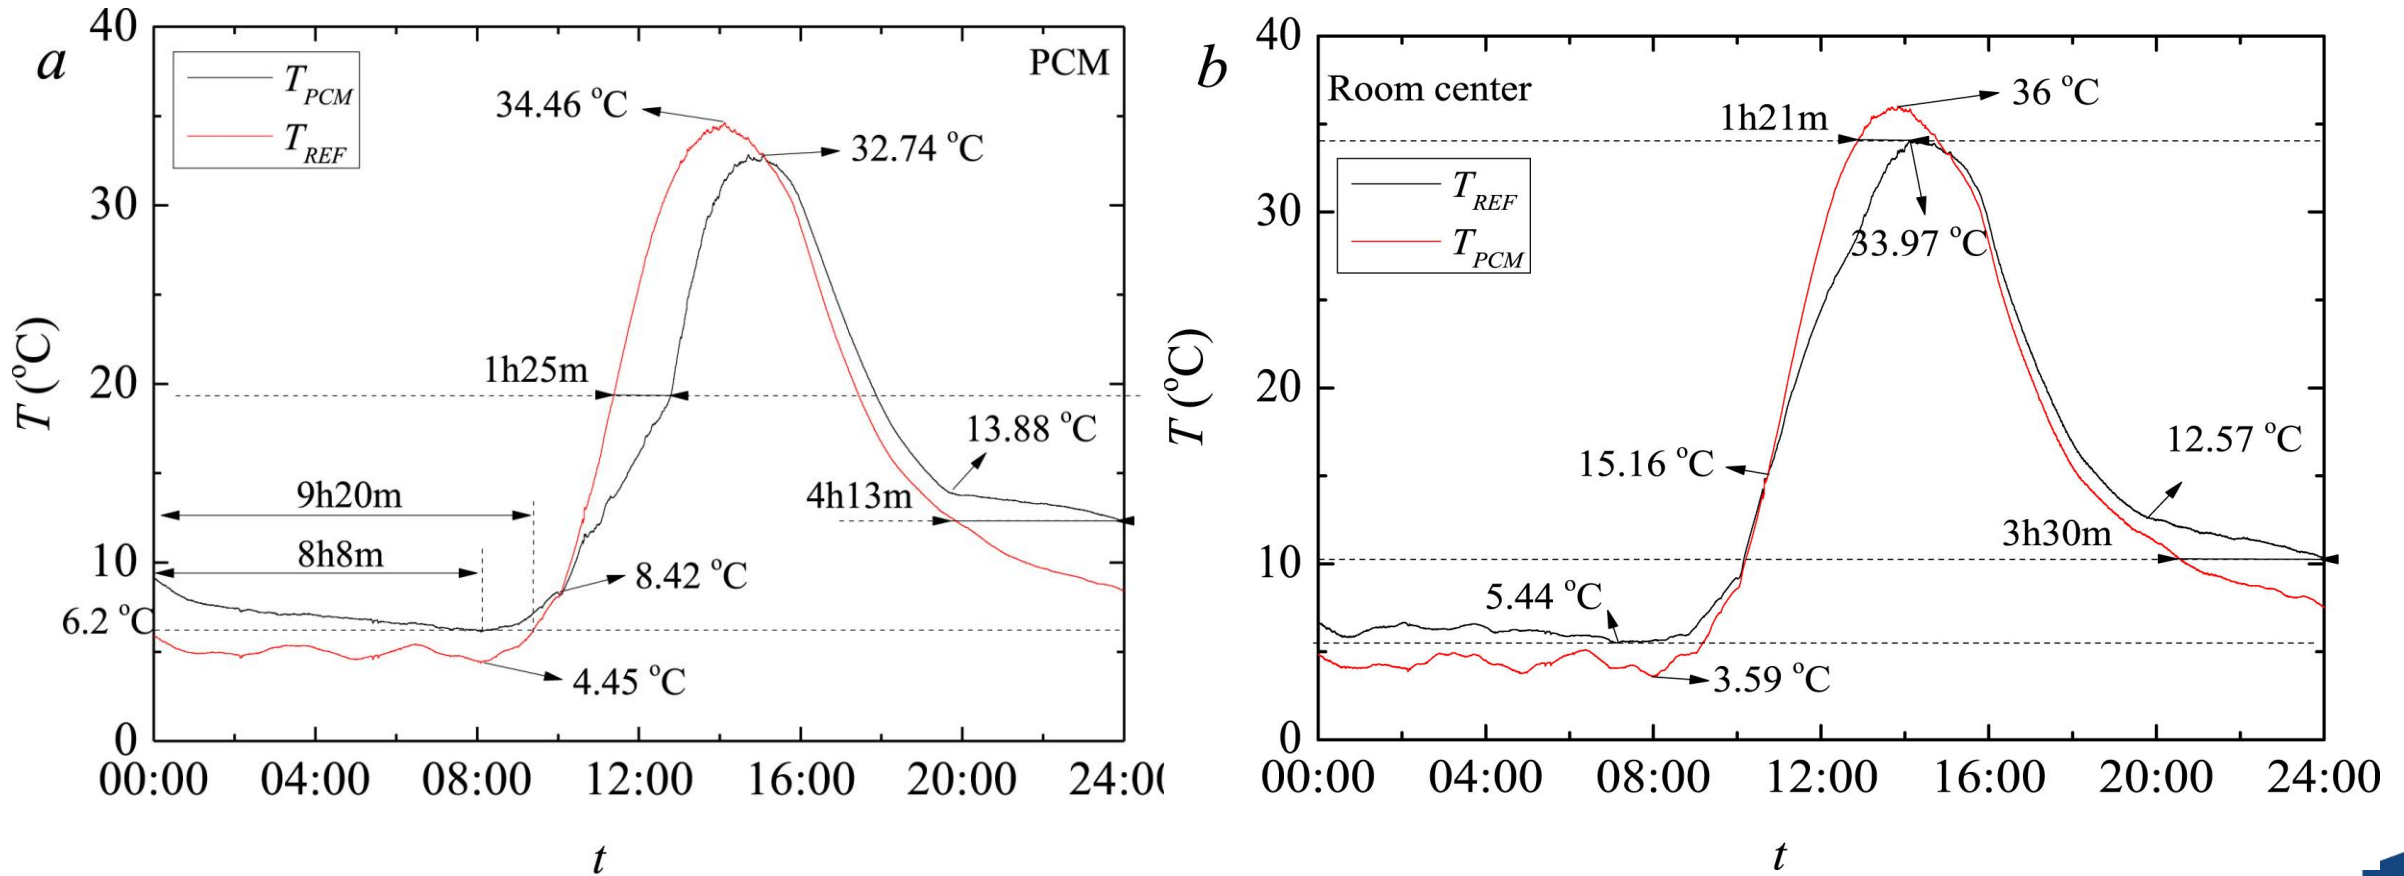 a
PCM
T_PCM
T_REF
34.46 °C
32.74 °C
1h25m
13.88 °C
9h20m
4h13m
8h8m
8.42 °C
6.2 °C
4.45 °C
40
30
20
10
0
T (°C)
00:00 04:00 08:00 12:00 16:00 20:00 24:0
t
b
Room center
36 °C
1h21m
T_REF
T_PCM
33.97 °C
15.16 °C
12.57 °C
3h30m
5.44 °C
3.59 °C
40
30
20
10
0
T (°C)
00:00 04:00 08:00 12:00 16:00 20:00 24:00
t